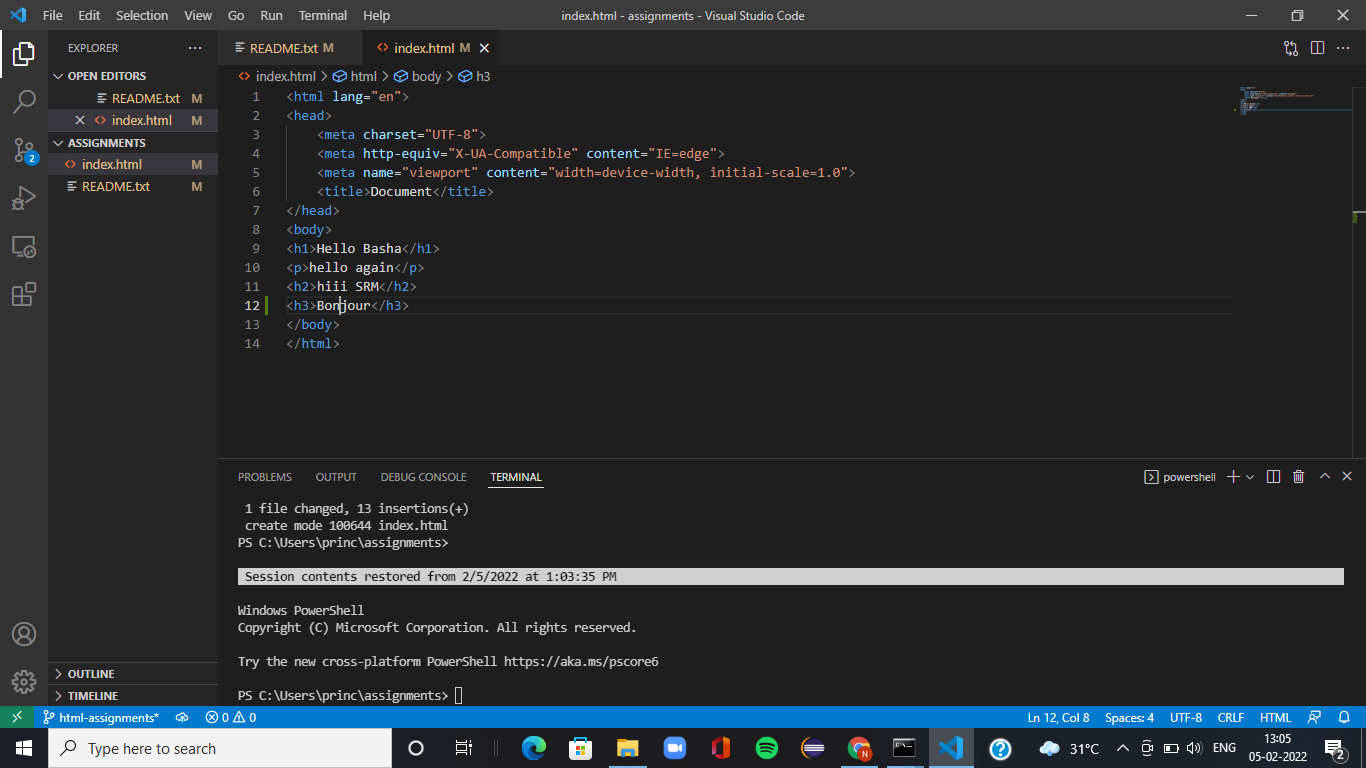 File Edit Selection View Go Run Terminal Help
index.html - assignments - Visual Studio Code
EXPLORER
OPEN EDITORS
README.txt M
index.html M
ASSIGNMENTS
index.html M
README.txt M
OUTLINE
TIMELINE
2
README.txt M index.html M
index.html html body h3
1 <html lang="en">
2 <head>
3 <meta charset="UTF-8">
4 <meta http-equiv="X-UA-Compatible" content="IE=edge">
5 <meta name="viewport" content="width=device-width, initial-scale=1.0">
6 <title>Document</title>
7 </head>
8 <body>
9 <h1>Hello Basha</h1>
10 <p>hello again</p>
11 <h2>hiii SRM</h2>
12 <h3>Bonjour</h3>
13 </body>
14 </html>
PROBLEMS OUTPUT DEBUG CONSOLE TERMINAL
powershell
1 file changed, 13 insertions(+)
create mode 100644 index.html
PS C:\Users\princ\assignments>
Session contents restored from 2/5/2022 at 1:03:35 PM
Windows PowerShell
Copyright (C) Microsoft Corporation. All rights reserved.
Try the new cross-platform PowerShell https://aka.ms/pscore6
PS C:\Users\princ\assignments>
html-assignments* 0 0 Ln 12, Col 8 Spaces: 4 UTF-8 CRLF HTML
Type here to search
N
31°C
ENG
13:05
05-02-2022
2